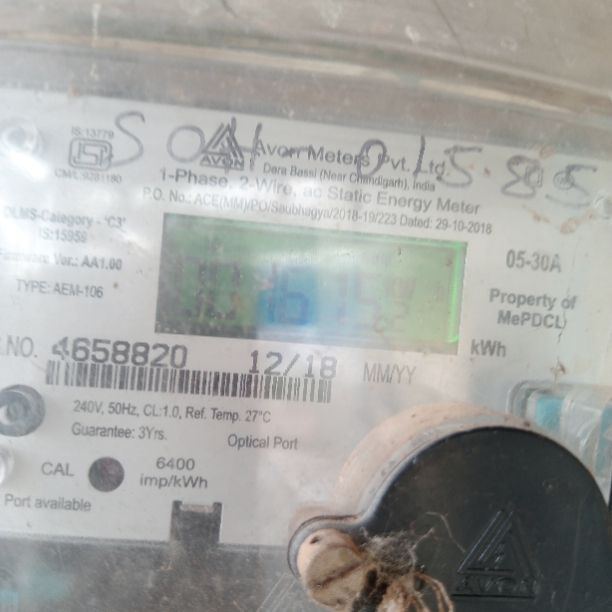 IS:13779
CM/L 9281180
AVON
Avon Meters Pvt. Ltd.
Dera Bassi (Near Chandigarh), India
1-Phase, 2-Wire, ac Static Energy Meter
P.O. No.: ACE(MM)/PO/Saubhagya/2018-19/223 Dated: 29-10-2018
DLMS-Category - 'C3'
IS:15959
Ver.: AA1.00
TYPE: AEM-106
05-30A
Property of
MePDCL
kWh
.NO. 4658820 12/18 MM/YY
240V, 50Hz, CL:1.0, Ref. Temp. 27°C
Guarantee: 3Yrs.
Optical Port
CAL
6400
imp/kWh
Port available
AVON